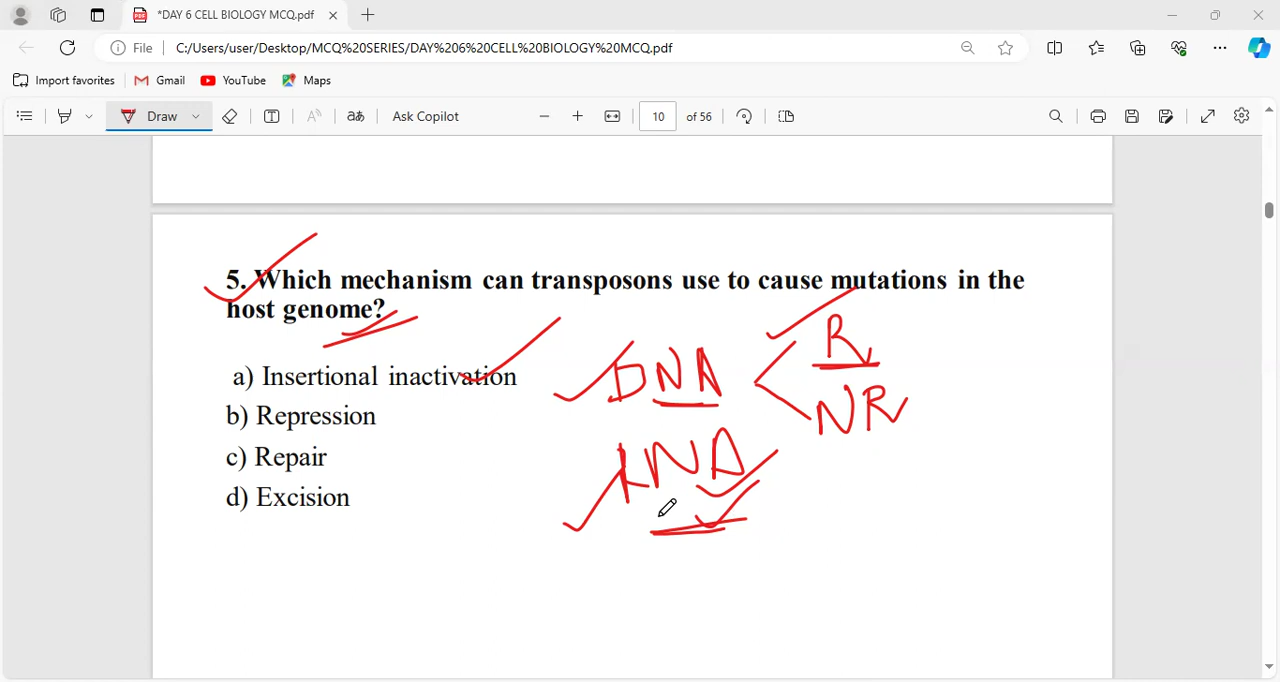 *DAY 6 CELL BIOLOGY MCQ.pdf
File C:/Users/user/Desktop/MCQ%20SERIES/DAY%206%20CELL%20BIOLOGY%20MCQ.pdf
Import favorites Gmail YouTube Maps
Draw aあ Ask Copilot 10 of 56
5. Which mechanism can transposons use to cause mutations in the
host genome?
a) Insertional inactivation
b) Repression
c) Repair
d) Excision
DNA
R
NR
RNA